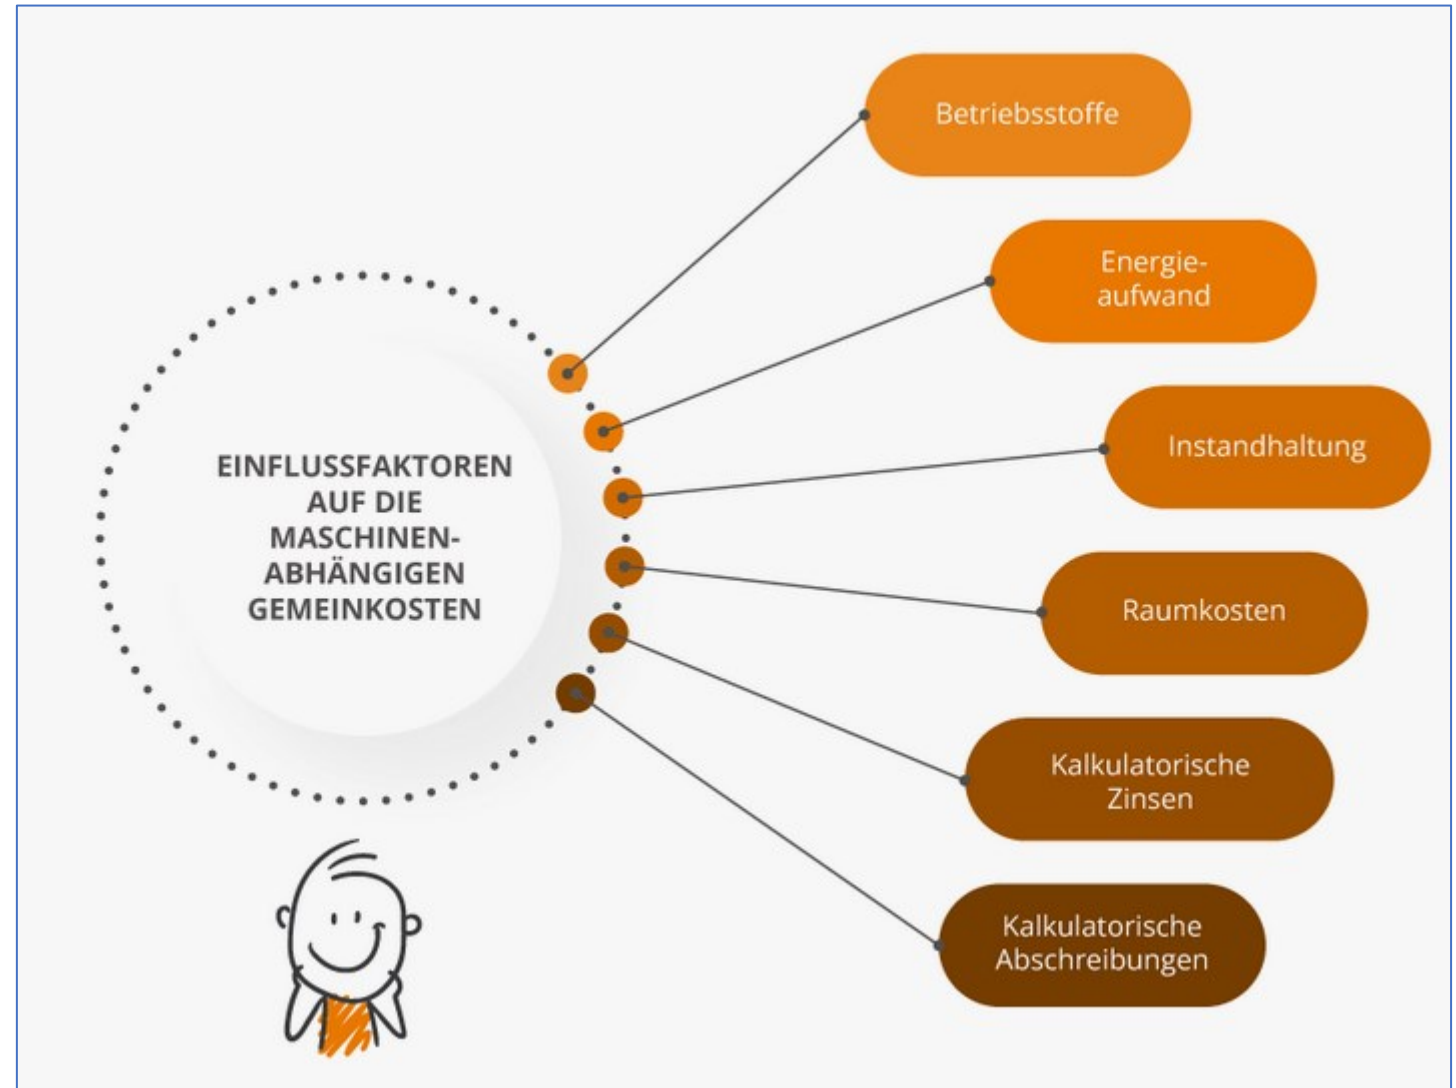 EINFLUSSFAKTOREN
AUF DIE
MASCHINEN-
ABHÄNGIGEN
GEMEINKOSTEN
Betriebsstoffe
Energie-
aufwand
Instandhaltung
Raumkosten
Kalkulatorische
Zinsen
Kalkulatorische
Abschreibungen